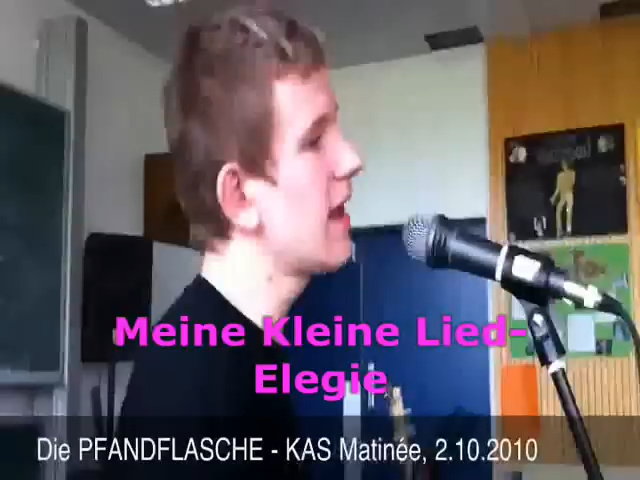 Meine Kleine Lied-
Elegie
Die PFANDFLASCHE - KAS Matinée, 2.10.2010